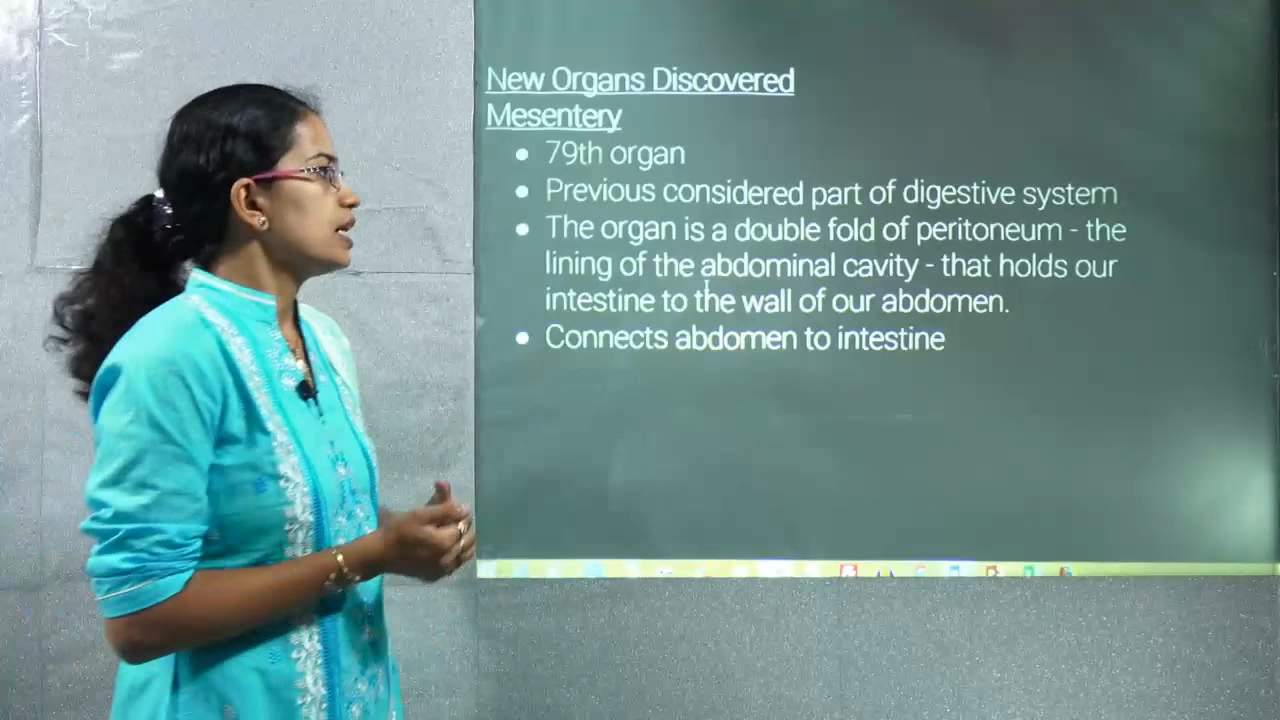 New Organs Discovered
Mesentery
• 79th organ
• Previous considered part of digestive system
• The organ is a double fold of peritoneum - the
lining of the abdominal cavity - that holds our
intestine to the wall of our abdomen.
• Connects abdomen to intestine